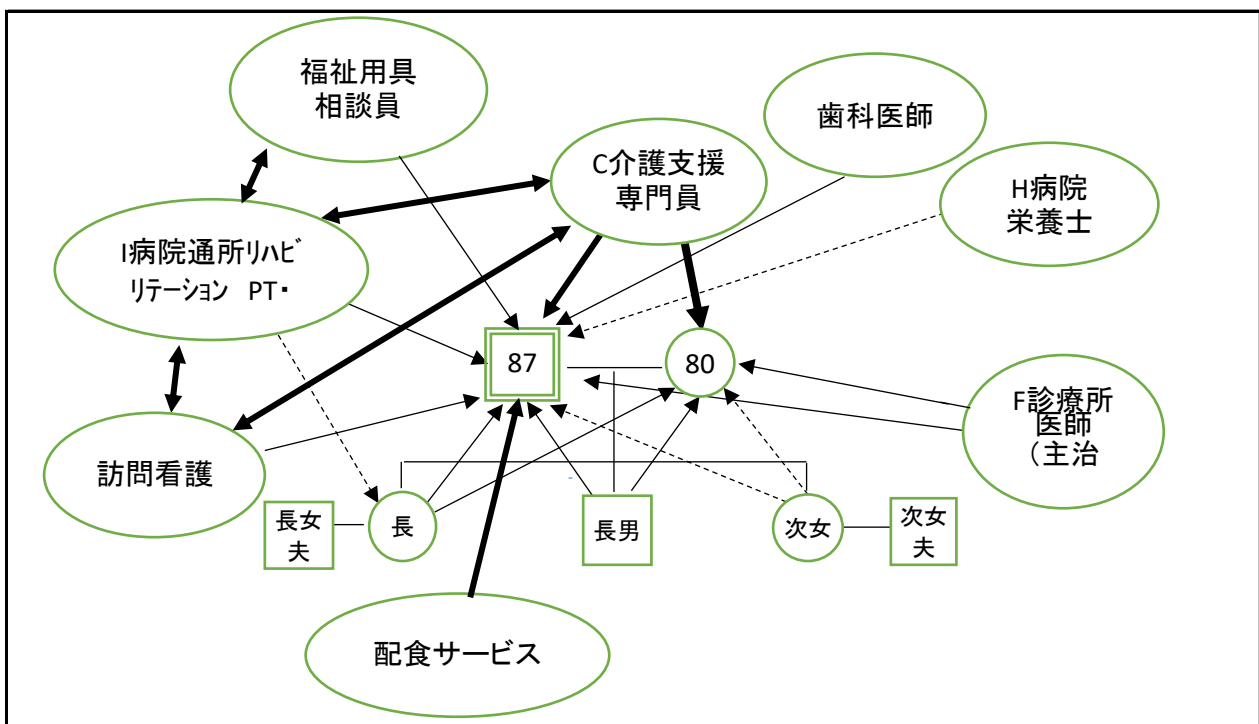 福祉用具
相談員
歯科医師
C介護支援
専門員
H病院
栄養士
I病院通所ﾘﾊﾋﾞ
ﾘテーション PT・
87
80
F診療所
医師
（主治
訪問看護
長女
夫
長
長男
次女
次女
夫
配食サービス